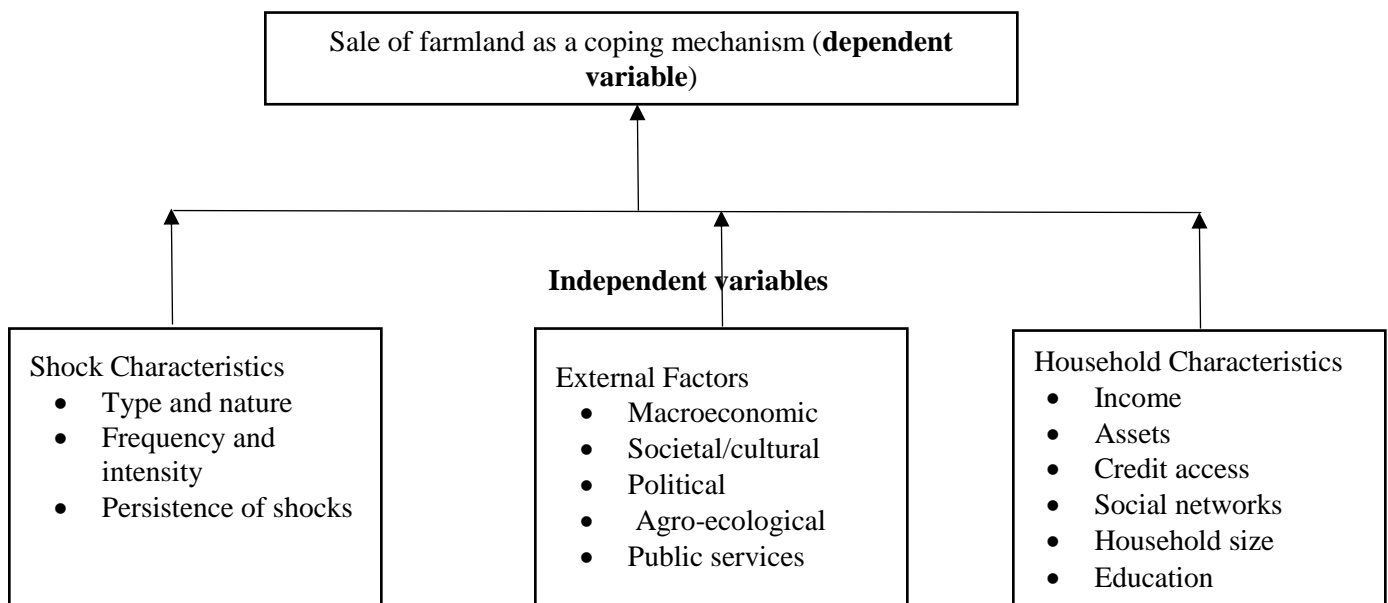 Sale of farmland as a coping mechanism (dependent
variable)
Independent variables
Shock Characteristics
• Type and nature
• Frequency and
intensity
• Persistence of shocks
External Factors
• Macroeconomic
• Societal/cultural
• Political
• Agro-ecological
• Public services
Household Characteristics
• Income
• Assets
• Credit access
• Social networks
• Household size
• Education